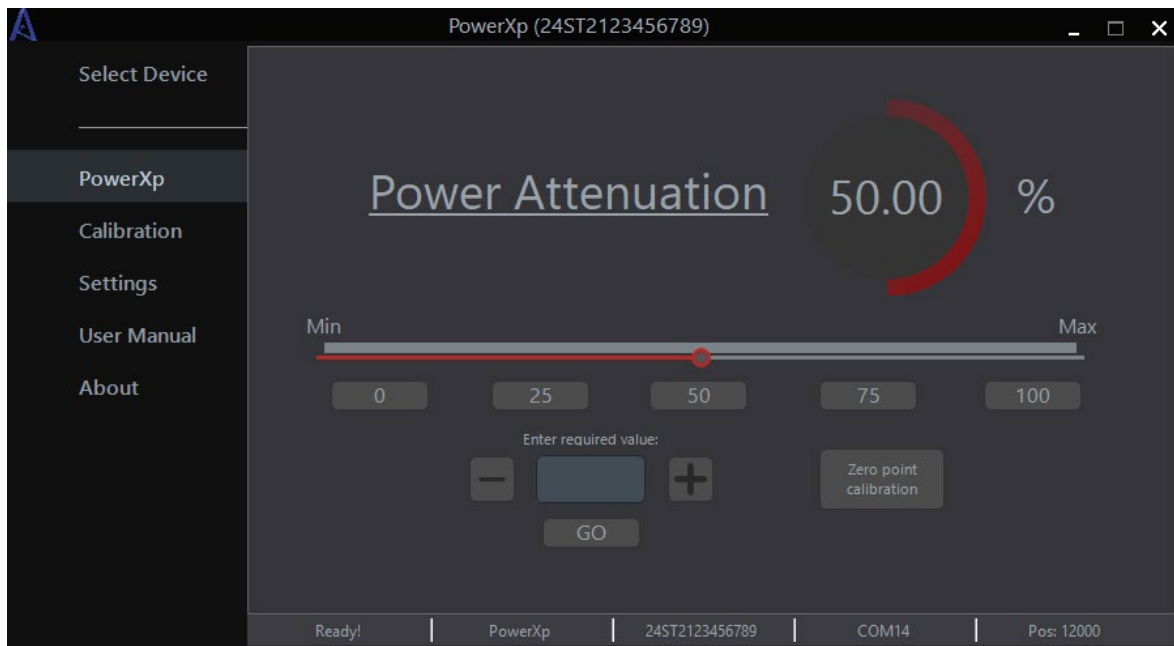 PowerXp (24ST2123456789)
Select Device
PowerXp
Calibration
Settings
User Manual
About
Power Attenuation 50.00 %
Min Max
0 25 50 75 100
Enter required value:
Zero point
calibration
GO
Ready! PowerXp 24ST2123456789 COM14 Pos: 12000